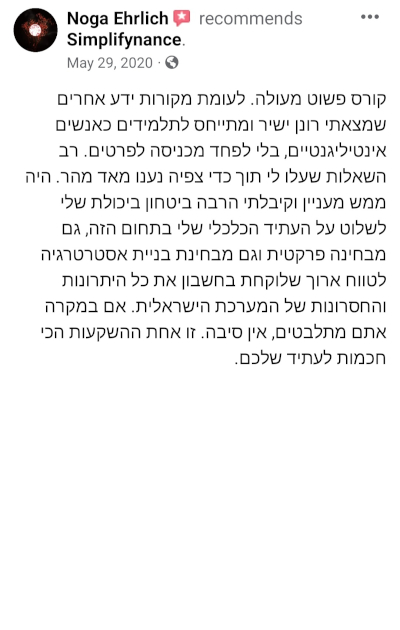 Noga Ehrlich recommends
Simplifynance.
May 29, 2020 ·
קורס פשוט מעולה. לעומת מקורות ידע אחרים
שמצאתי רונן ישיר ומתייחס לתלמידים כאנשים
אינטיליגנטיים, בלי לפחד מכניסה לפרטים. רב
השאלות שעלו לי תוך כדי צפיה נענו מאד מהר. היה
ממש מעניין וקיבלתי הרבה ביטחון ביכולת שלי
לשלוט על העתיד הכלכלי שלי בתחום הזה, גם
מבחינה פרקטית וגם מבחינת בניית אסטרטרגיה
לטווח ארוך שלוקחת בחשבון את כל היתרונות
והחסרונות של המערכת הישראלית. אם במקרה
אתם מתלבטים, אין סיבה. זו אחת ההשקעות הכי
חכמות לעתיד שלכם.